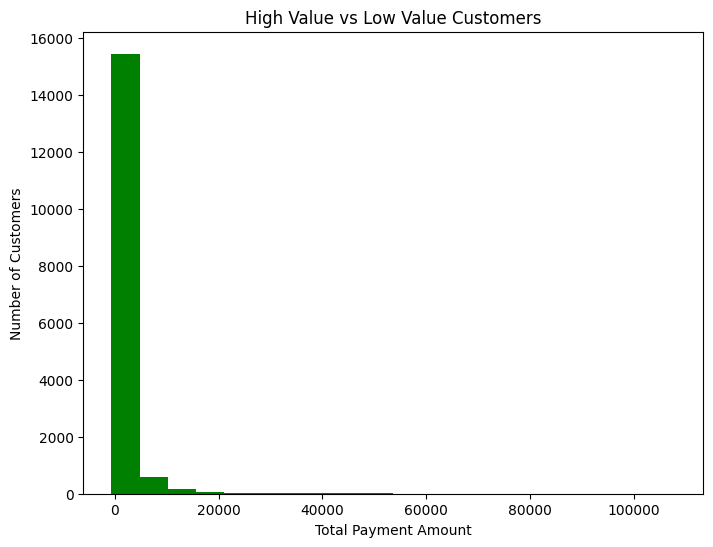 High Value vs Low Value Customers
16000
14000
12000
10000
8000
6000
4000
2000
0
Number of Customers
0 20000 40000 60000 80000 100000
Total Payment Amount